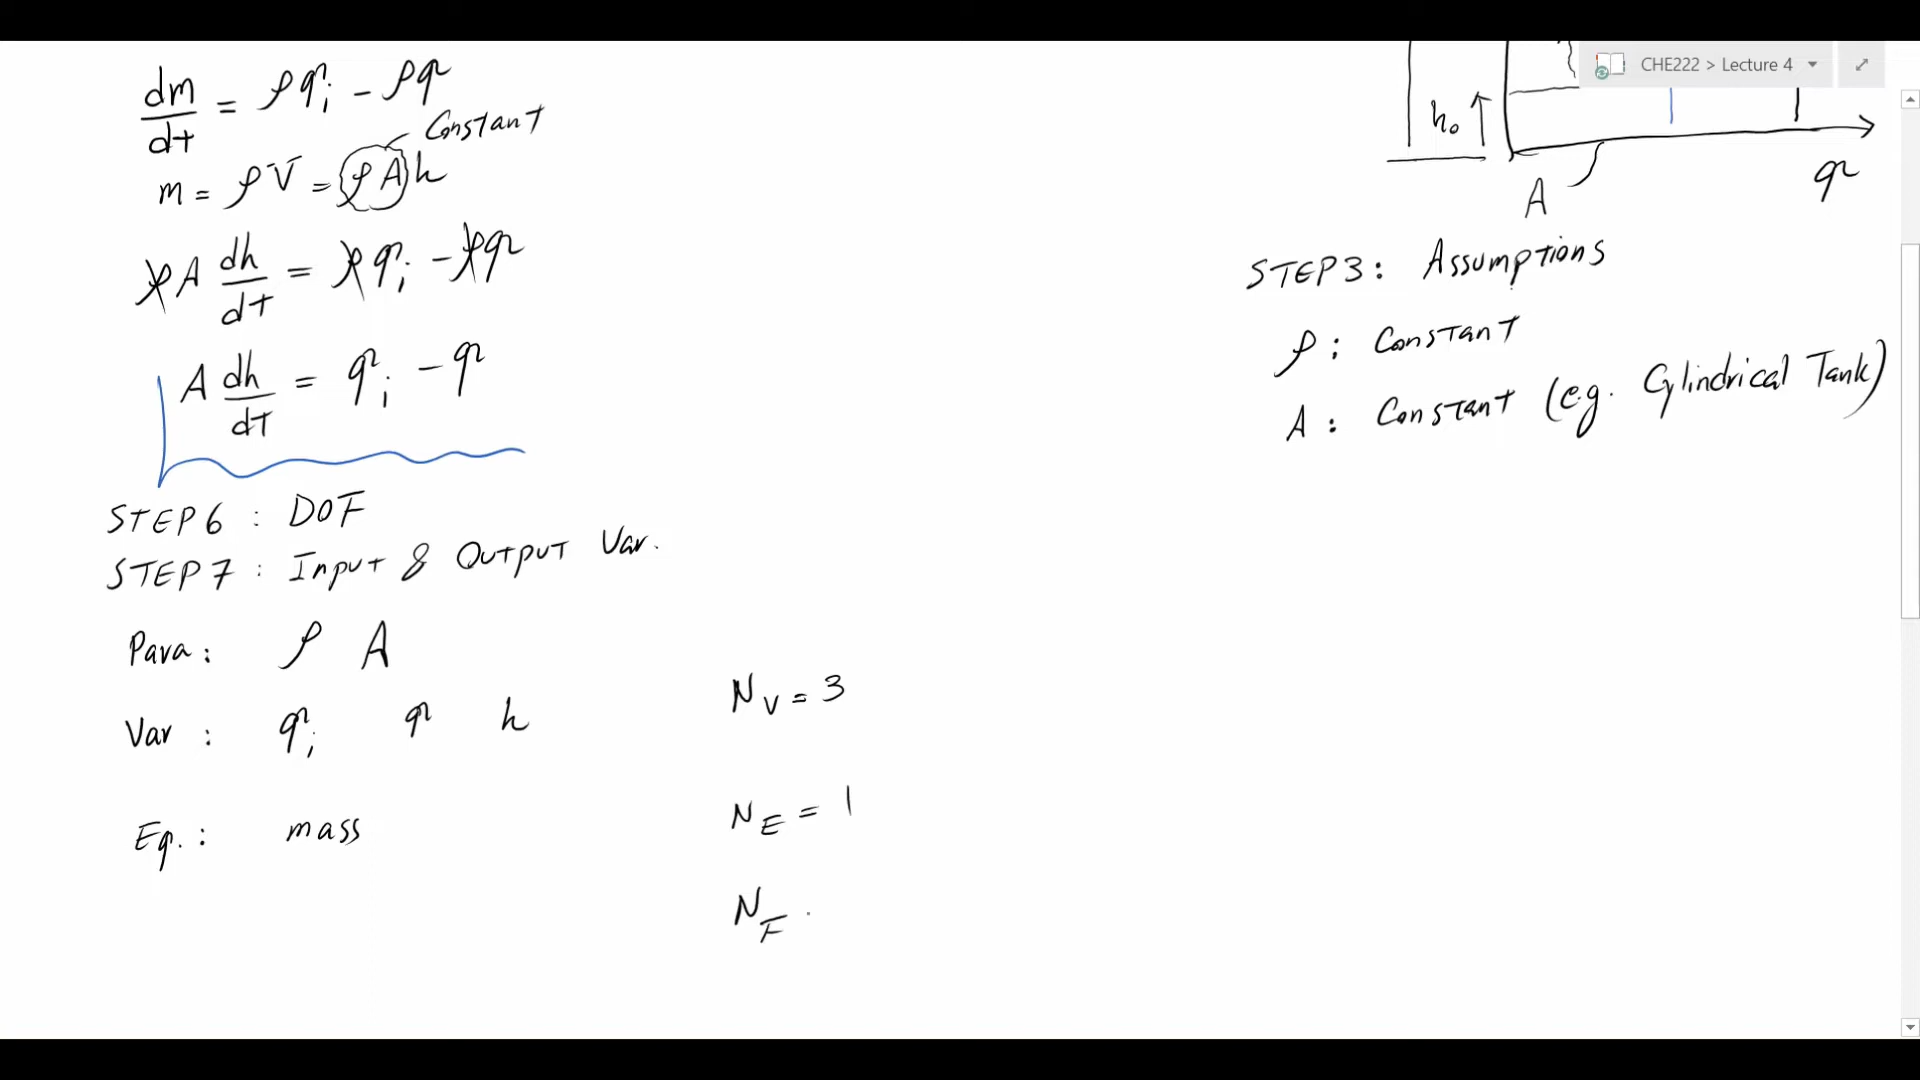 dm/dt = ρq_i - ρq
Constant
m = ρV = (ρA)h
ρA dh/dt = ρq_i - ρq
A dh/dt = q_i - q
STEP6 : DOF
STEP7 : Input & Output Var.
Para: ρ A
Var : q_i q h
N_V = 3
Eq. : mass
N_E = 1
N_F
CHE222 > Lecture 4
h₀
A
q
STEP3: Assumptions
ρ: Constant
A: Constant (e.g. Cylindrical Tank)